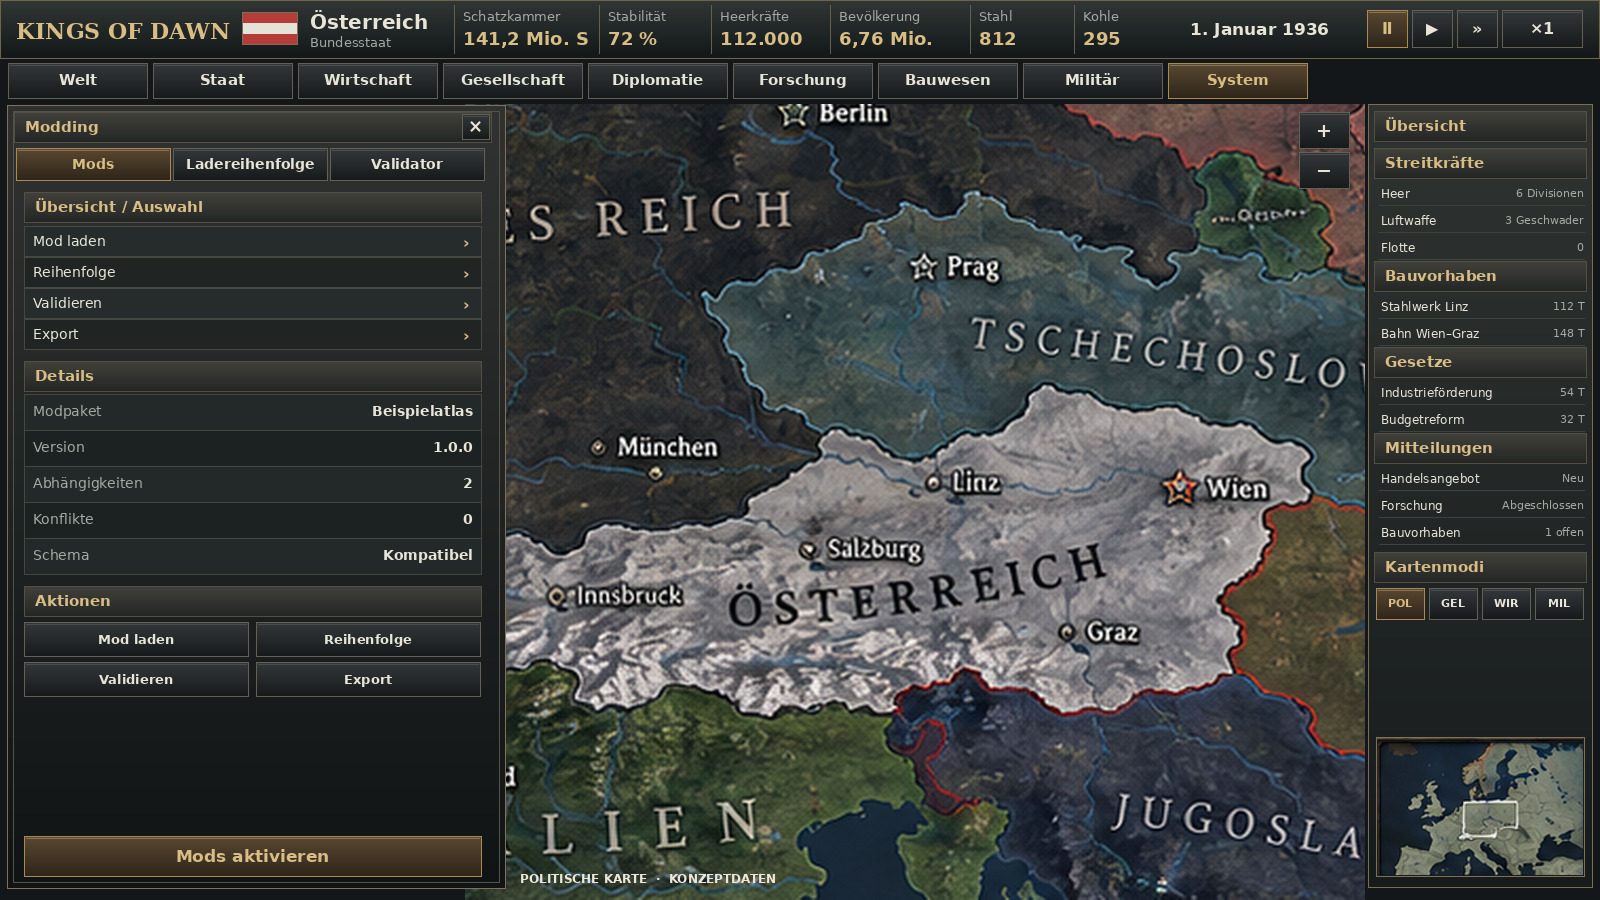 KINGS OF DAWN
Österreich
Bundesstaat
Schatzkammer
141,2 Mio. S
Stabilität
72 %
Heerkräfte
112.000
Bevölkerung
6,76 Mio.
Stahl
812
Kohle
295
1. Januar 1936
×1
Welt
Staat
Wirtschaft
Gesellschaft
Diplomatie
Forschung
Bauwesen
Militär
System
Modding
Mods
Ladereihenfolge
Validator
Übersicht / Auswahl
Mod laden
Reihenfolge
Validieren
Export
Details
Modpaket Beispielatlas
Version 1.0.0
Abhängigkeiten 2
Konflikte 0
Schema Kompatibel
Aktionen
Mod laden
Reihenfolge
Validieren
Export
Mods aktivieren
Berlin
ES REICH
Prag
TSCHECHOSLO
München
Linz
Wien
Salzburg
Innsbruck
ÖSTERREICH
Graz
LIEN
JUGOSLA
POLITISCHE KARTE · KONZEPTDATEN
Übersicht
Streitkräfte
Heer 6 Divisionen
Luftwaffe 3 Geschwader
Flotte 0
Bauvorhaben
Stahlwerk Linz 112 T
Bahn Wien–Graz 148 T
Gesetze
Industrieförderung 54 T
Budgetreform 32 T
Mitteilungen
Handelsangebot Neu
Forschung Abgeschlossen
Bauvorhaben 1 offen
Kartenmodi
POL
GEL
WIR
MIL